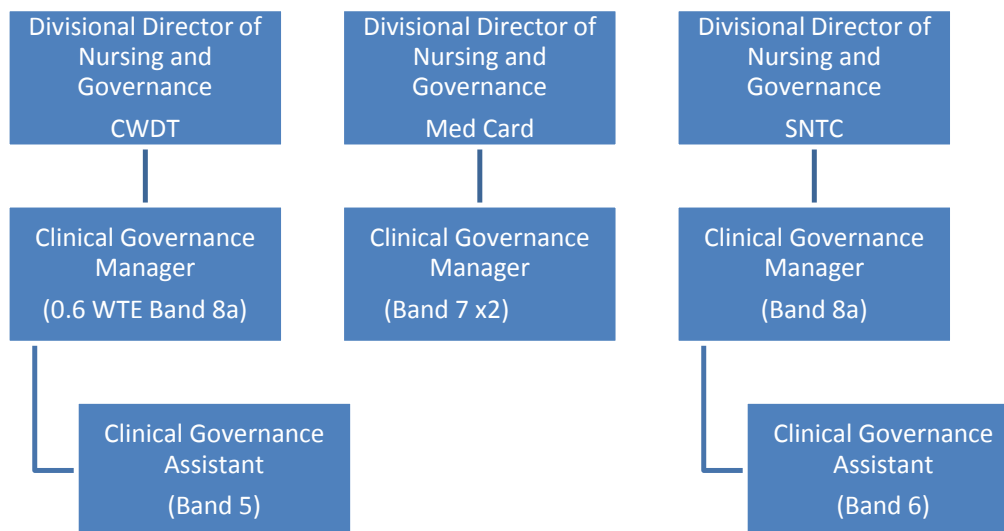 Divisional Director of
Nursing and
Governance
CWDT
Divisional Director of
Nursing and
Governance
Med Card
Divisional Director of
Nursing and
Governance
SNTC
Clinical Governance
Manager
(0.6 WTE Band 8a)
Clinical Governance
Manager
(Band 7 x2)
Clinical Governance
Manager
(Band 8a)
Clinical Governance
Assistant
(Band 5)
Clinical Governance
Assistant
(Band 6)